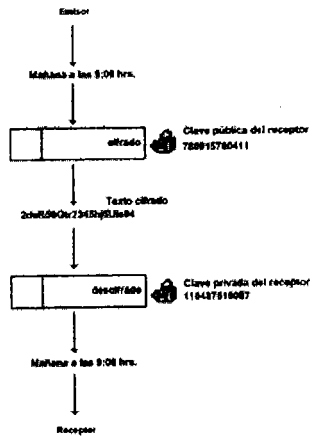 Emisor
Mañana a las 9:00 hrs.
cifrado
Clave pública del receptor
Texto cifrado
descifrado
Clave privada del receptor
Mañana a las 9:00 hrs.
Receptor